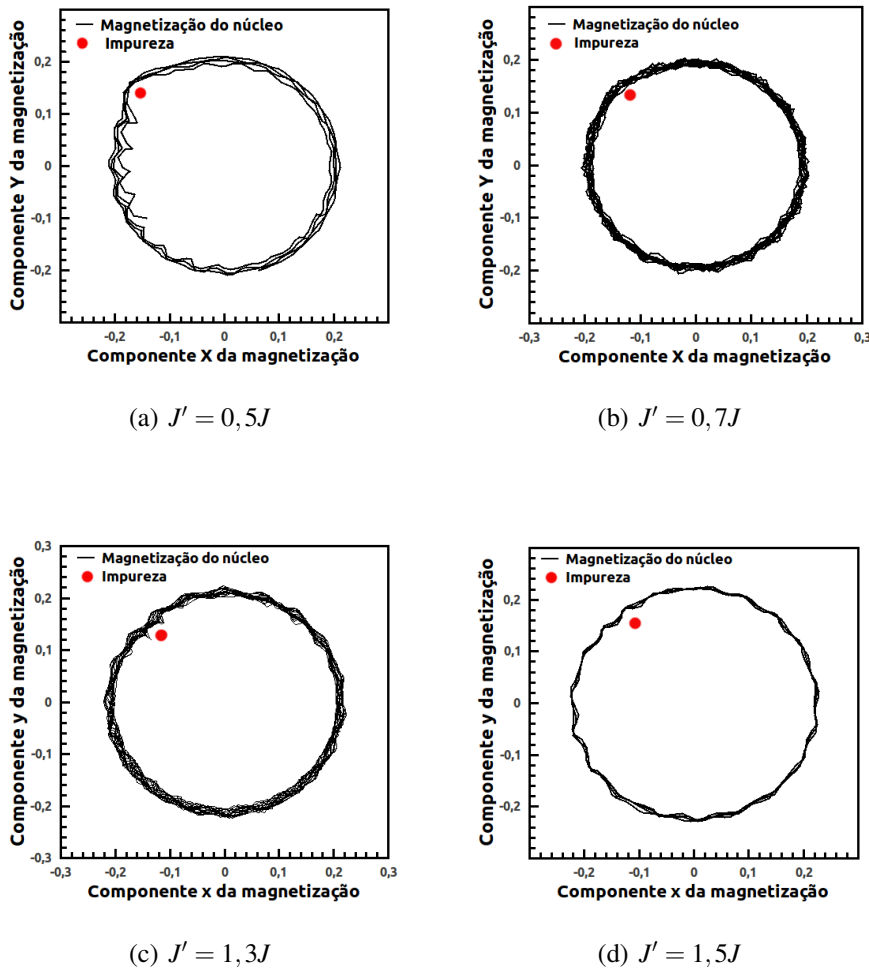 Magnetização do núcleo
Impureza
Componente Y da magnetização
0,2
0,1
0
-0,1
-0,2
-0,2 -0,1 0 0,1 0,2
Componente X da magnetização
(a) J′ = 0,5J
Magnetização do núcleo
Impureza
Componente Y da magnetização
0,2
0,1
0
-0,1
-0,2
-0,3 -0,2 -0,1 0 0,1 0,2 0,3
Componente X da magnetização
(b) J′ = 0,7J
Magnetização do núcleo
Impureza
Componente y da magnetização
0,3
0,2
0,1
0
-0,1
-0,2
-0,3
-0,3 -0,2 -0,1 0 0,1 0,2 0,3
Componente x da magnetização
(c) J′ = 1,3J
Magnetização do núcleo
Impureza
Componente y da magnetização
0,2
0,1
0
-0,1
-0,2
-0,2 -0,1 0 0,1 0,2
Componente x da magnetização
(d) J′ = 1,5J